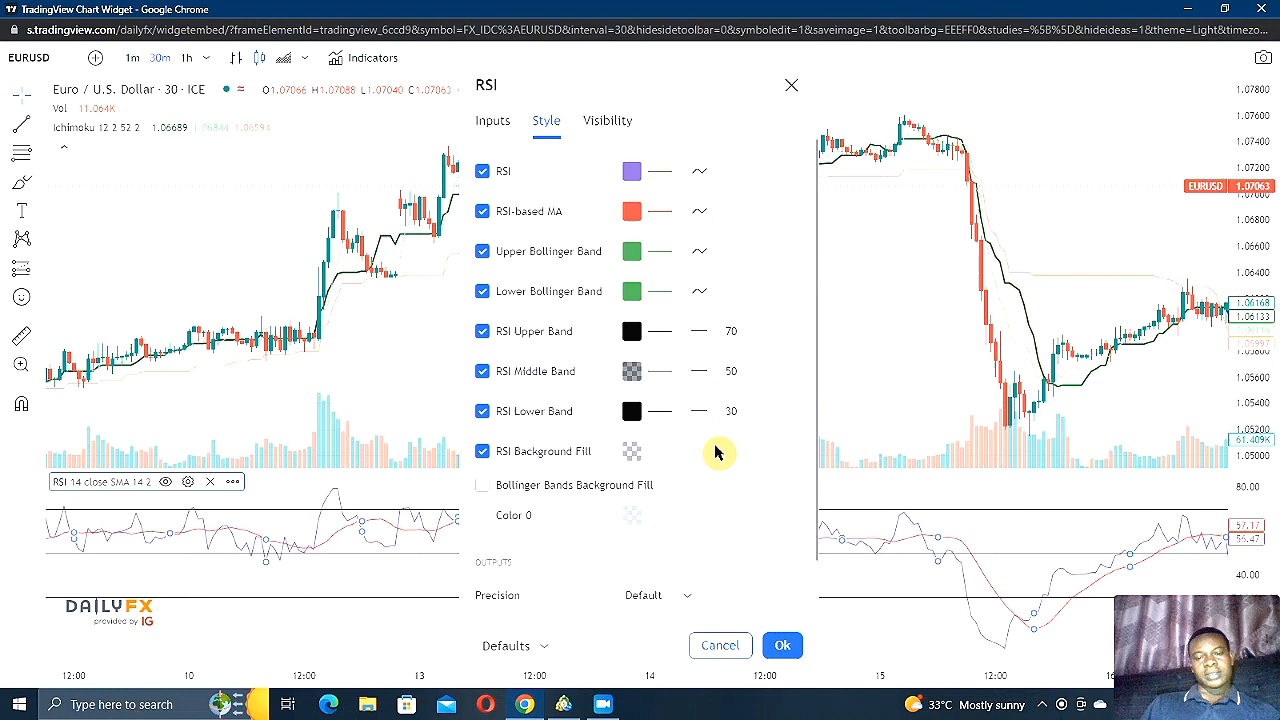 TradingView Chart Widget - Google Chrome
s.tradingview.com/dailyfx/widgetembed/?frameElementId=tradingview_6ccd9&symbol=FX_IDC%3AEURUSD&interval=30&hidesidetoolbar=0&symboledit=1&saveimage=1&toolbarbg=EEEFF0&studies=%5B%5D&hideideas=1&theme=Light&timezo...
EURUSD 1m 30m 1h Indicators
Euro / U.S. Dollar · 30 · ICE O1.07066 H1.07088 L1.07040 C1.07063
Vol 11.064K
Ichimoku 12 2 52 2 1.06689 1.06594
RSI
Inputs Style Visibility
RSI
RSI-based MA
Upper Bollinger Band
Lower Bollinger Band
RSI Upper Band 70
RSI Middle Band 50
RSI Lower Band 30
RSI Background Fill
Bollinger Bands Background Fill
Color 0
OUTPUTS
Precision Default
Defaults Cancel Ok
1.07800
1.07600
1.07400
1.07200
EURUSD 1.07063
1.06800
1.06600
1.06400
1.06168
1.06133
1.05997
1.05600
1.05400
1.05200
61.409K
1.05000
RSI 14 close SMA 14 2
80.00
57.17
56.47
40.00
DAILYFX
provided by IG
12:00 10 12:00 13 12:00 14 12:00 15 12:00
Type here to search
33°C Mostly sunny